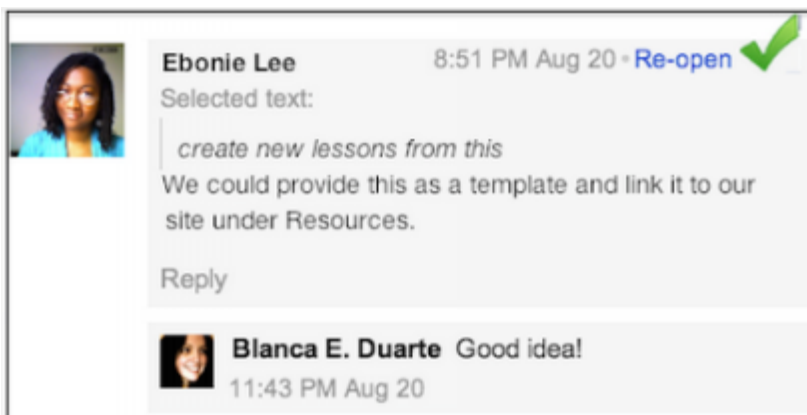 Ebonie Lee 8:51 PM Aug 20 • Re-open
Selected text:
create new lessons from this
We could provide this as a template and link it to our
site under Resources.
Reply
Blanca E. Duarte Good idea!
11:43 PM Aug 20